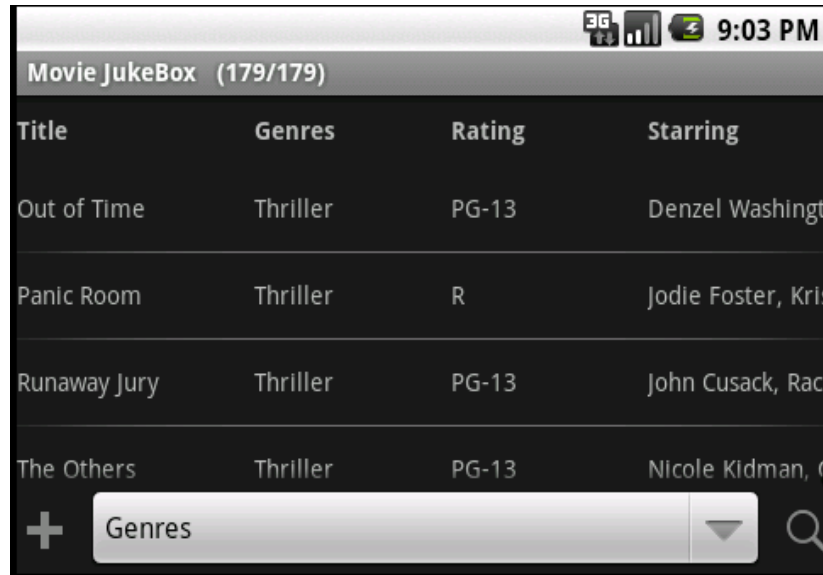 3G 9:03 PM
Movie JukeBox (179/179)
Title Genres Rating Starring
Out of Time Thriller PG-13 Denzel Washingt
Panic Room Thriller R Jodie Foster, Kris
Runaway Jury Thriller PG-13 John Cusack, Rac
The Others Thriller PG-13 Nicole Kidman,
Genres